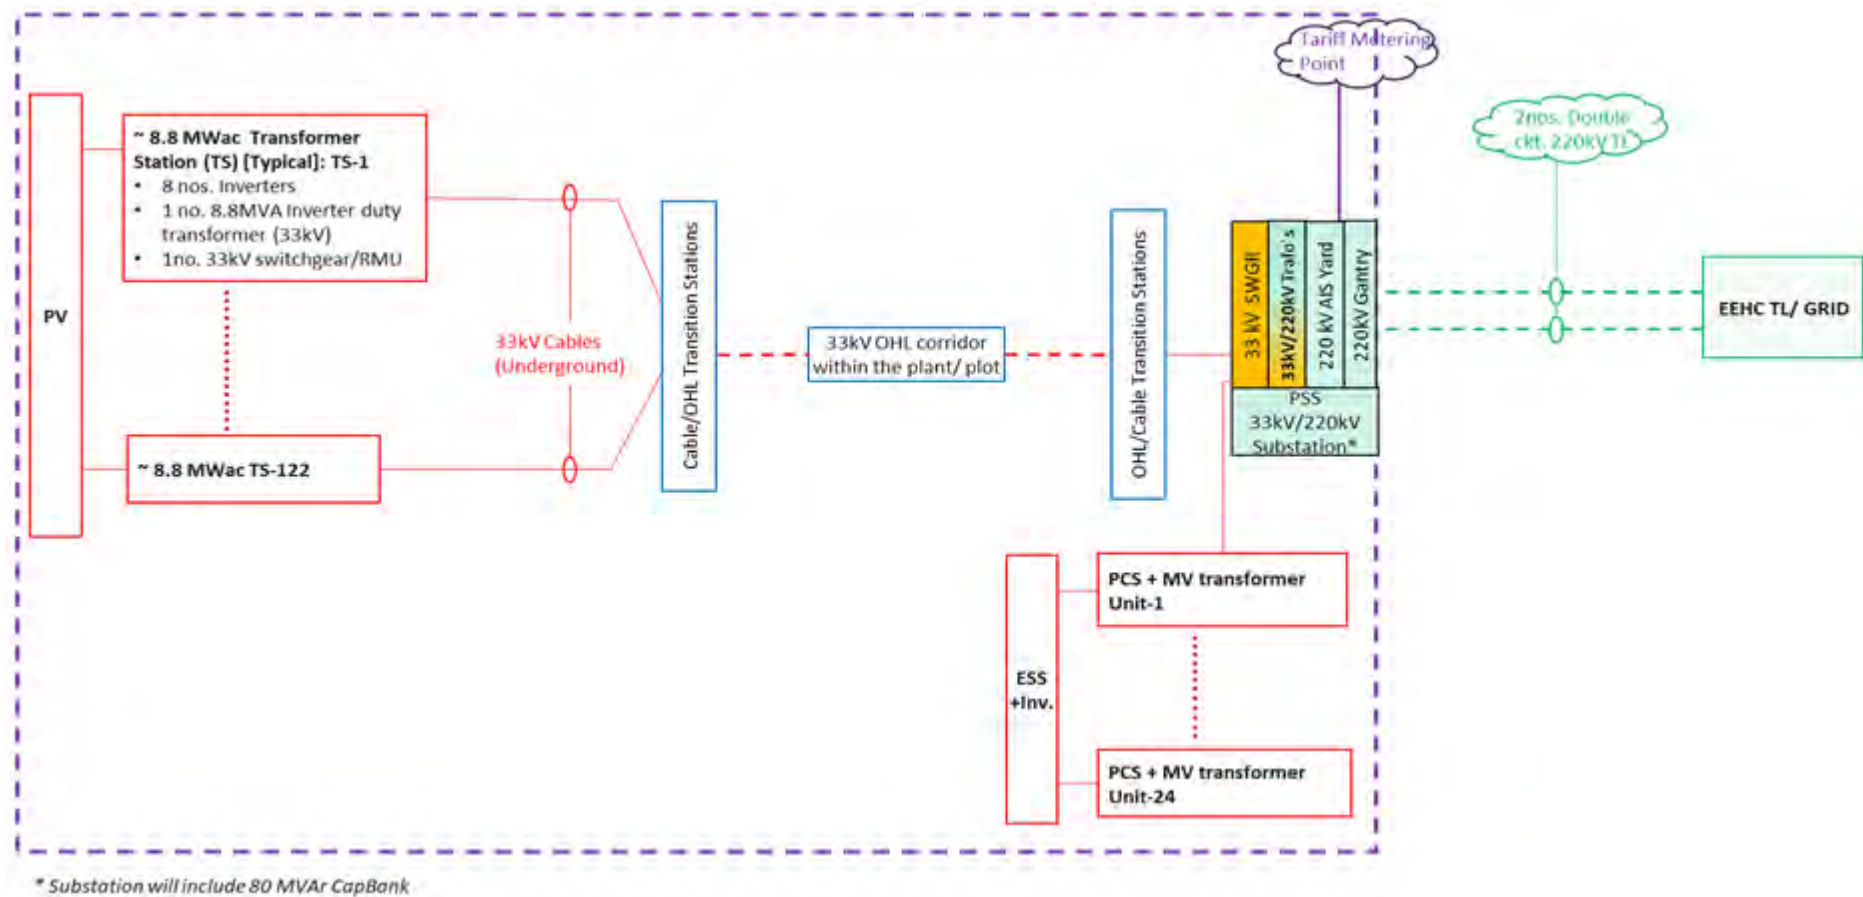 Tariff Metering
Point
2nos. Double
ckt. 220kV TL
PV
~ 8.8 MWac Transformer
Station (TS) [Typical]: TS-1
• 8 nos. Inverters
• 1 no. 8.8MVA Inverter duty
transformer (33kV)
• 1no. 33kV switchgear/RMU
~ 8.8 MWac TS-122
33kV Cables
(Underground)
Cable/OHL Transition Stations
33kV OHL corridor
within the plant/ plot
OHL/Cable Transition Stations
33 kV SWGR
33kV/220kV Trafo's
220 kV AIS Yard
220kV Gantry
PSS
33kV/220kV
Substation*
EEHC TL/ GRID
ESS
+Inv.
PCS + MV transformer
Unit-1
PCS + MV transformer
Unit-24
* Substation will include 80 MVAr CapBank